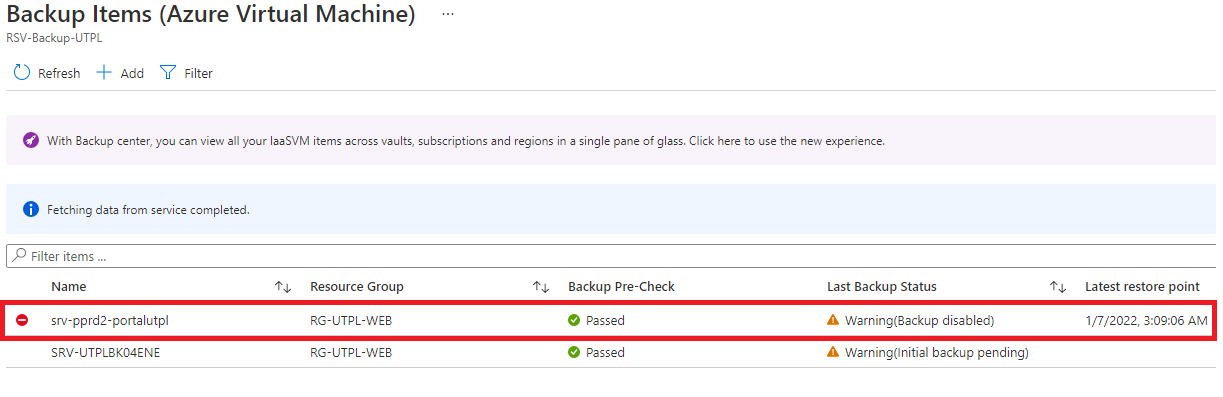 Backup Items (Azure Virtual Machine) ...
RSV-Backup-UTPL
Refresh Add Filter
With Backup center, you can view all your IaaSVM items across vaults, subscriptions and regions in a single pane of glass. Click here to use the new experience.
Fetching data from service completed.
Filter items ...
Name Resource Group Backup Pre-Check Last Backup Status Latest restore point
srv-pprd2-portalutpl RG-UTPL-WEB Passed Warning(Backup disabled) 1/7/2022, 3:09:06 AM
SRV-UTPLBK04ENE RG-UTPL-WEB Passed Warning(Initial backup pending)